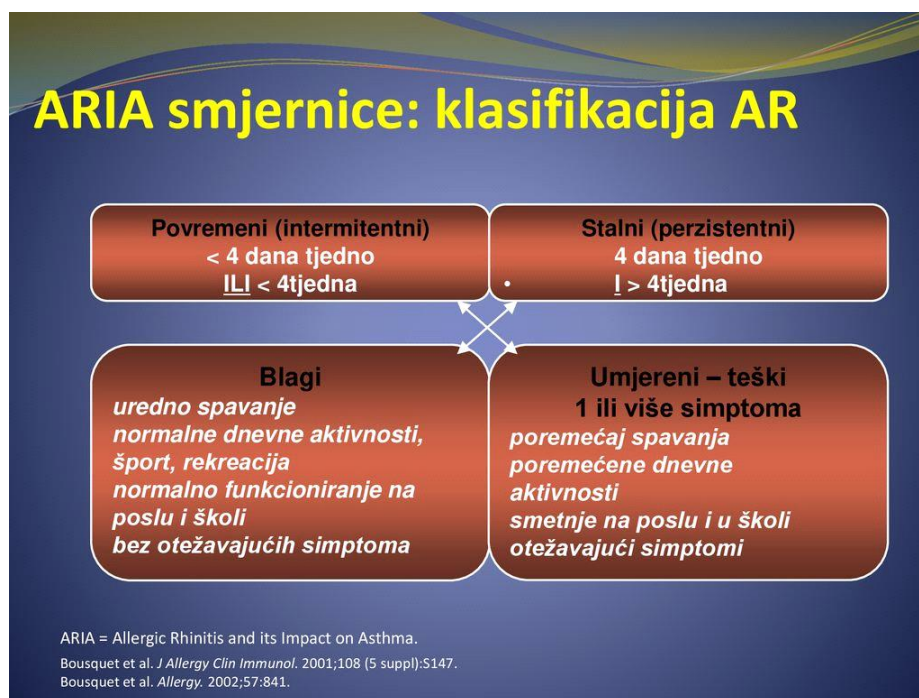 ARIA smjernice: klasifikacija AR
Povremeni (intermitentni)
< 4 dana tjedno
ILI < 4tjedna
Stalni (perzistentni)
4 dana tjedno
• I > 4tjedna
Blagi
uredno spavanje
normalne dnevne aktivnosti,
šport, rekreacija
normalno funkcioniranje na
poslu i školi
bez otežavajućih simptoma
Umjereni – teški
1 ili više simptoma
poremećaj spavanja
poremećene dnevne
aktivnosti
smetnje na poslu i u školi
otežavajući simptomi
ARIA = Allergic Rhinitis and its Impact on Asthma.
Bousquet et al. J Allergy Clin Immunol. 2001;108 (5 suppl):S147.
Bousquet et al. Allergy. 2002;57:841.